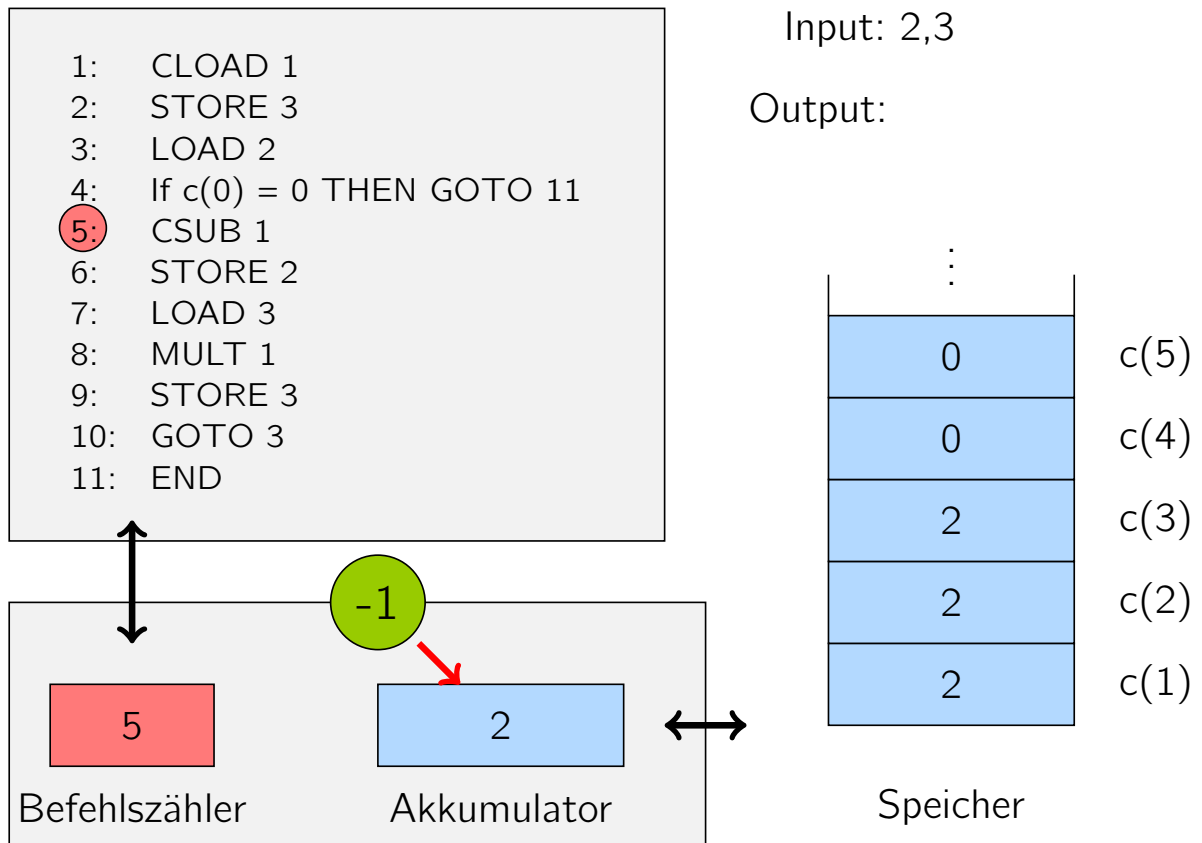 1: CLOAD 1
2: STORE 3
3: LOAD 2
4: If c(0) = 0 THEN GOTO 11
5: CSUB 1
6: STORE 2
7: LOAD 3
8: MULT 1
9: STORE 3
10: GOTO 3
11: END
Input: 2,3
Output:
⋮
0 c(5)
0 c(4)
2 c(3)
2 c(2)
2 c(1)
Speicher
-1
5
2
Befehlszähler
Akkumulator